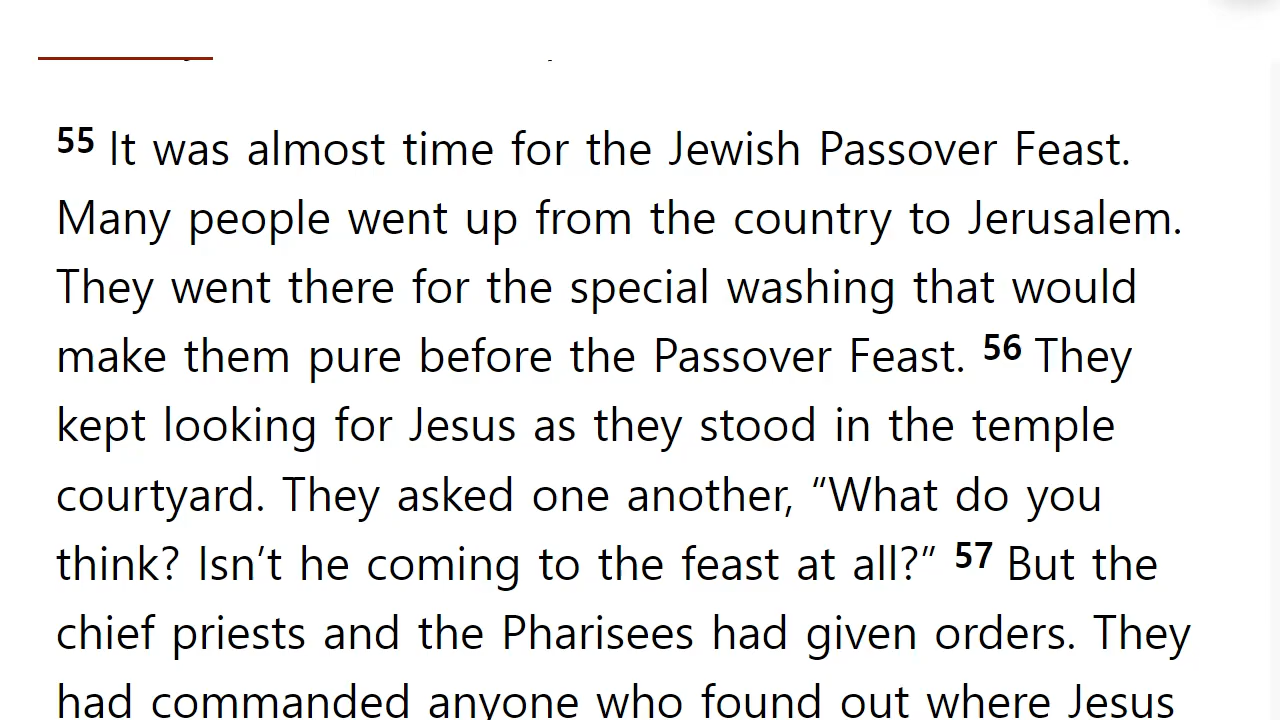 55 It was almost time for the Jewish Passover Feast.
Many people went up from the country to Jerusalem.
They went there for the special washing that would
make them pure before the Passover Feast. 56 They
kept looking for Jesus as they stood in the temple
courtyard. They asked one another, “What do you
think? Isn’t he coming to the feast at all?” 57 But the
chief priests and the Pharisees had given orders. They
had commanded anyone who found out where Jesus